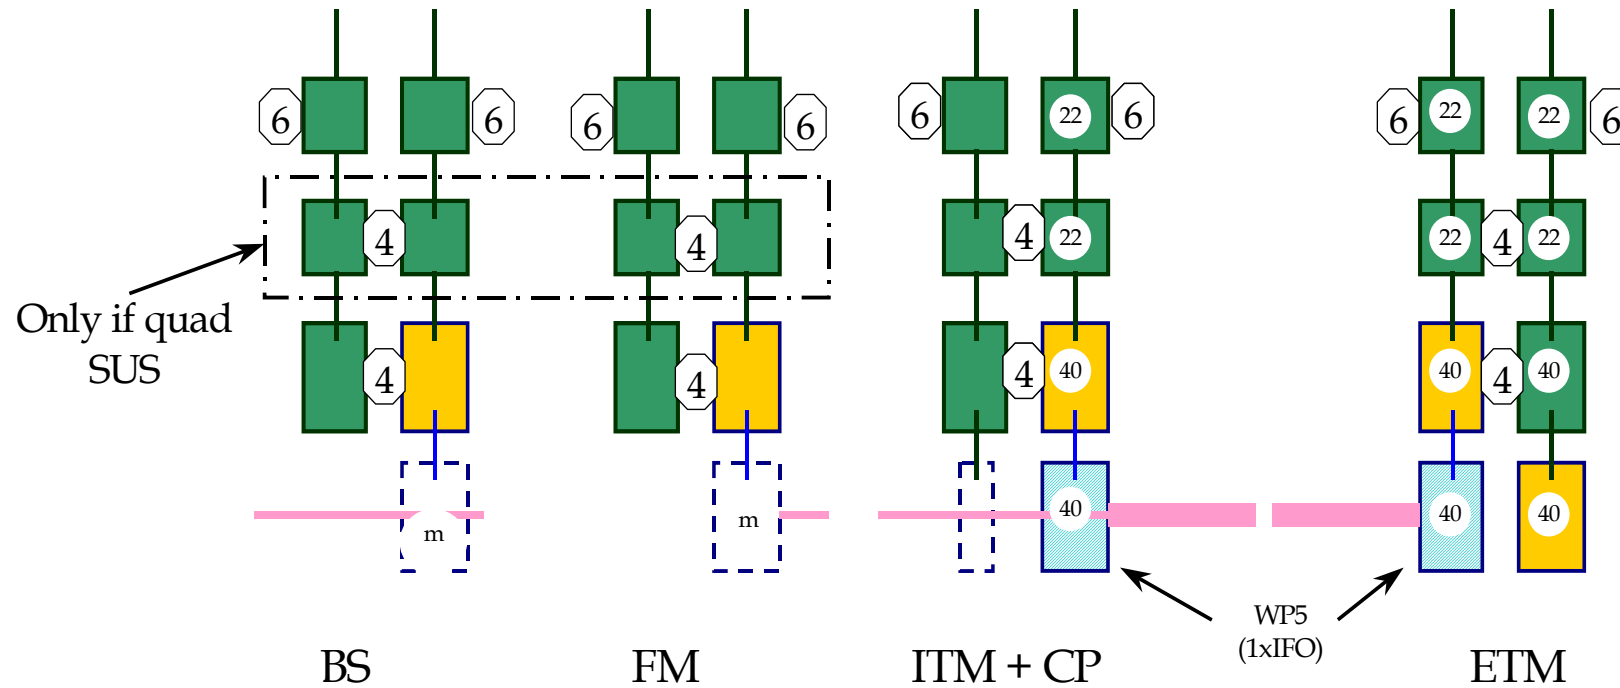 6 6 6 6 6 22 6 6 22 22 6
4 4 4 22 22 4 22
Only if quad
SUS
4 4 4 40 40 4 40
m m 40 40 40
WP5
(1xIFO)
BS FM ITM + CP ETM